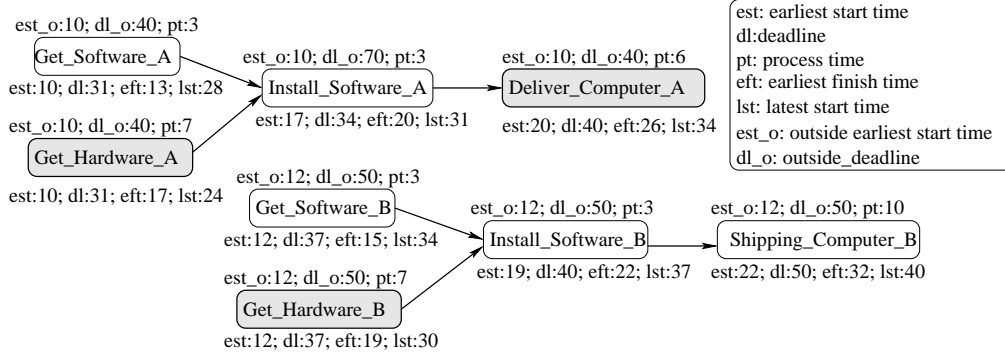 est_o:10; dl_o:40; pt:3
Get_Software_A
est:10; dl:31; eft:13; lst:28
est_o:10; dl_o:40; pt:7
Get_Hardware_A
est:10; dl:31; eft:17; lst:24
est_o:10; dl_o:70; pt:3
Install_Software_A
est:17; dl:34; eft:20; lst:31
est_o:10; dl_o:40; pt:6
Deliver_Computer_A
est:20; dl:40; eft:26; lst:34
est: earliest start time
dl:deadline
pt: process time
eft: earliest finish time
lst: latest start time
est_o: outside earliest start time
dl_o: outside_deadline
est_o:12; dl_o:50; pt:3
Get_Software_B
est:12; dl:37; eft:15; lst:34
est_o:12; dl_o:50; pt:7
Get_Hardware_B
est:12; dl:37; eft:19; lst:30
est_o:12; dl_o:50; pt:3
Install_Software_B
est:19; dl:40; eft:22; lst:37
est_o:12; dl_o:50; pt:10
Shipping_Computer_B
est:22; dl:50; eft:32; lst:40